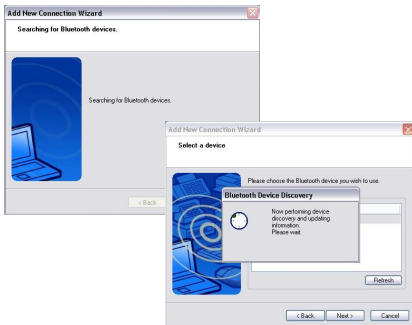 Add New Connection Wizard
Searching for Bluetooth devices.
Searching for Bluetooth devices.
< Back
Add New Connection Wizard
Select a device
Please choose the Bluetooth device you wish to use.
Bluetooth Device Discovery
Now performing device
discovery and updating
information.
Please wait.
Refresh
< Back
Next >
Cancel